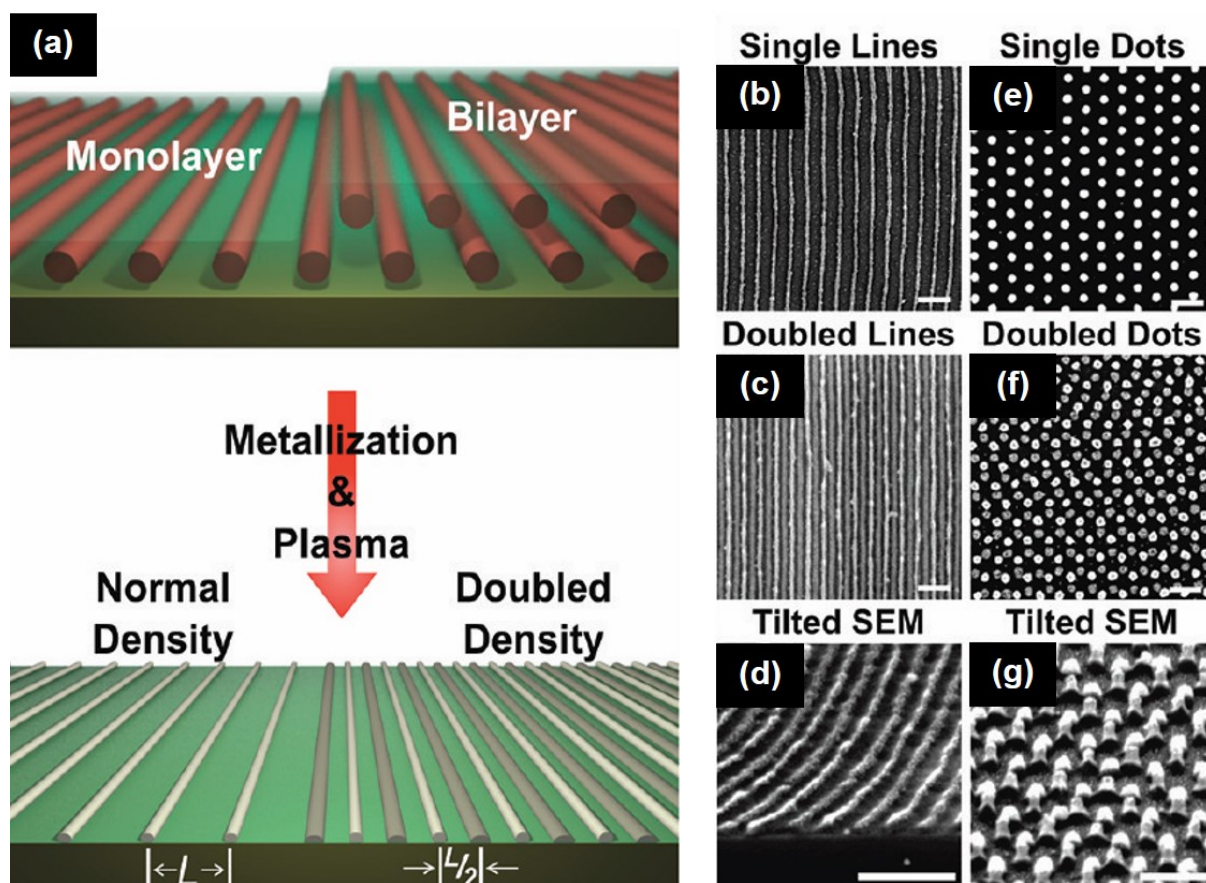 (a)
Monolayer
Bilayer
Metallization
&
Plasma
Normal
Density
Doubled
Density
L
L/2
Single Lines
(b)
Doubled Lines
(c)
Tilted SEM
(d)
Single Dots
(e)
Doubled Dots
(f)
Tilted SEM
(g)